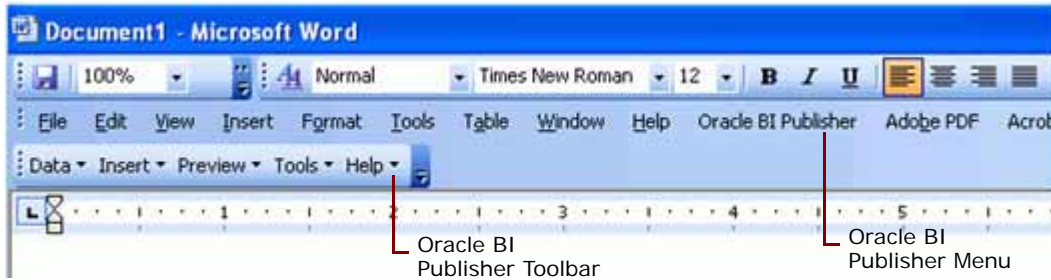 Document1 - Microsoft Word
100% Normal Times New Roman 12 B I U
File Edit View Insert Format Tools Table Window Help Oracle BI Publisher Adobe PDF Acrob
Data Insert Preview Tools Help
1 2 3 4 5
Oracle BI
Publisher Toolbar
Oracle BI
Publisher Menu